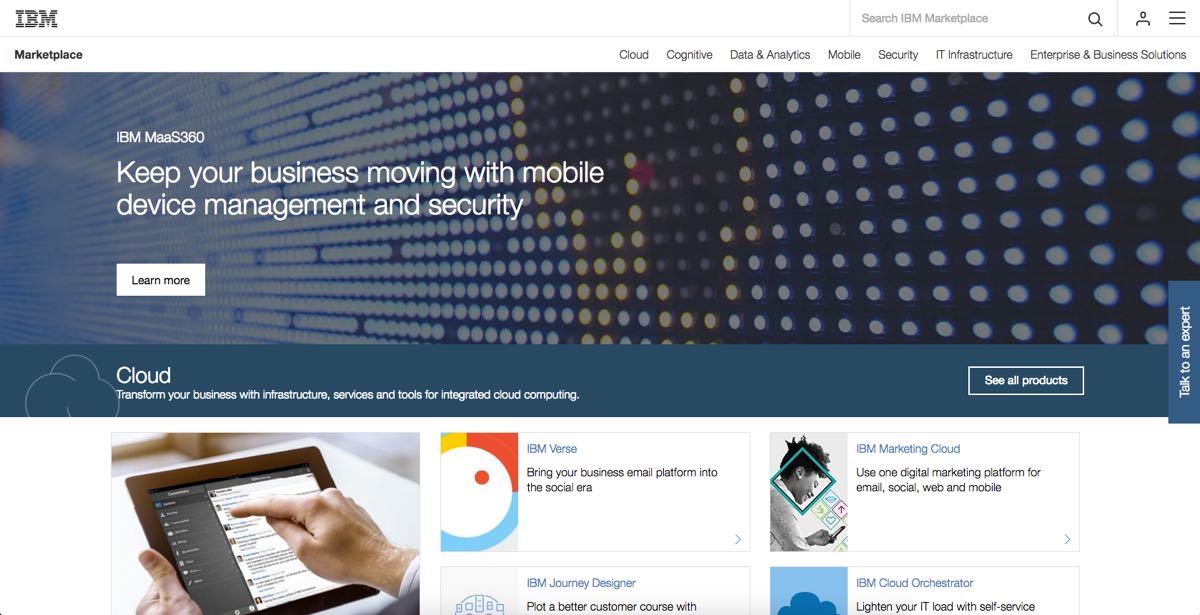 IBM
Search IBM Marketplace
Marketplace
Cloud Cognitive Data & Analytics Mobile Security IT Infrastructure Enterprise & Business Solutions
IBM MaaS360
Keep your business moving with mobile
device management and security
Learn more
Talk to an expert
Cloud
Transform your business with infrastructure, services and tools for integrated cloud computing.
See all products
IBM Verse
Bring your business email platform into
the social era
IBM Marketing Cloud
Use one digital marketing platform for
email, social, web and mobile
IBM Journey Designer
Plot a better customer course with
IBM Cloud Orchestrator
Lighten your IT load with self-service